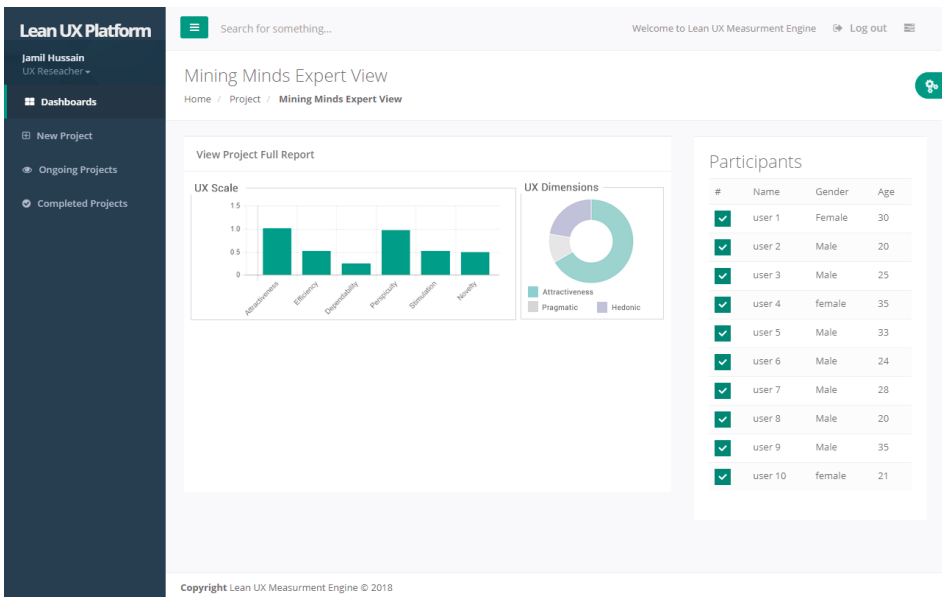 Lean UX Platform
Jamil Hussain
UX Reseacher
Dashboards
New Project
Ongoing Projects
Completed Projects
Search for something...
Welcome to Lean UX Measurment Engine
Log out
Mining Minds Expert View
Home / Project / Mining Minds Expert View
View Project Full Report
UX Scale
1.5
1.0
0.5
0
Attractiveness
Efficiency
Dependability
Perspicuity
Stimulation
Novelty
UX Dimensions
Attractiveness
Pragmatic
Hedonic
Participants
# Name Gender Age
user 1 Female 30
user 2 Male 20
user 3 Male 25
user 4 female 35
user 5 Male 33
user 6 Male 24
user 7 Male 28
user 8 Male 20
user 9 Male 35
user 10 female 21
Copyright Lean UX Measurment Engine © 2018